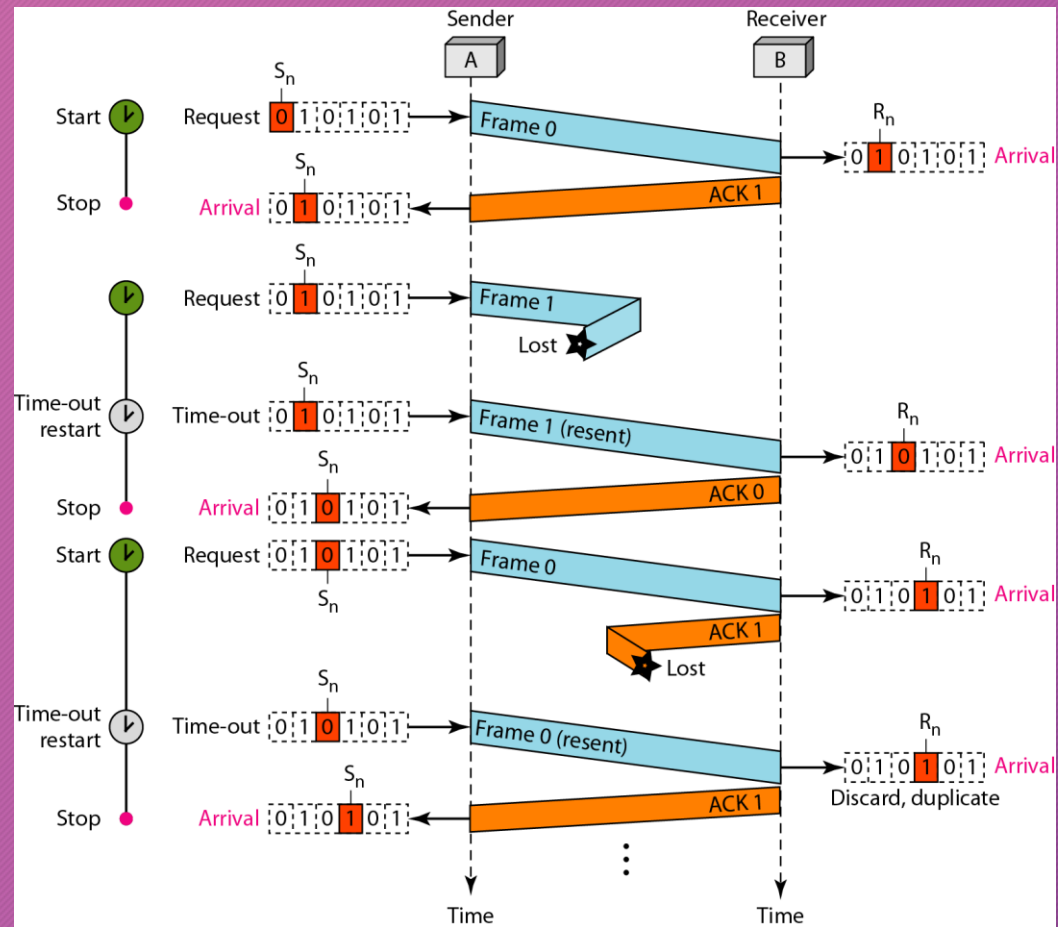 Sender Receiver
A B
Sn
Start Request 0 1 0 1 0 1 Frame 0
Rn
0 1 0 1 0 1 Arrival
Sn
Stop Arrival 0 1 0 1 0 1 ACK 1
Sn
Request 0 1 0 1 0 1 Frame 1
Lost
Sn
Time-out restart Time-out 0 1 0 1 0 1 Frame 1 (resent)
Rn
0 1 0 1 0 1 Arrival
Sn
Stop Arrival 0 1 0 1 0 1 ACK 0
Start Request 0 1 0 1 0 1 Frame 0
Sn
Rn
0 1 0 1 0 1 Arrival
ACK 1
Lost
Sn
Time-out restart Time-out 0 1 0 1 0 1 Frame 0 (resent)
Rn
0 1 0 1 0 1 Arrival
Discard, duplicate
Sn
Stop Arrival 0 1 0 1 0 1 ACK 1
Time Time